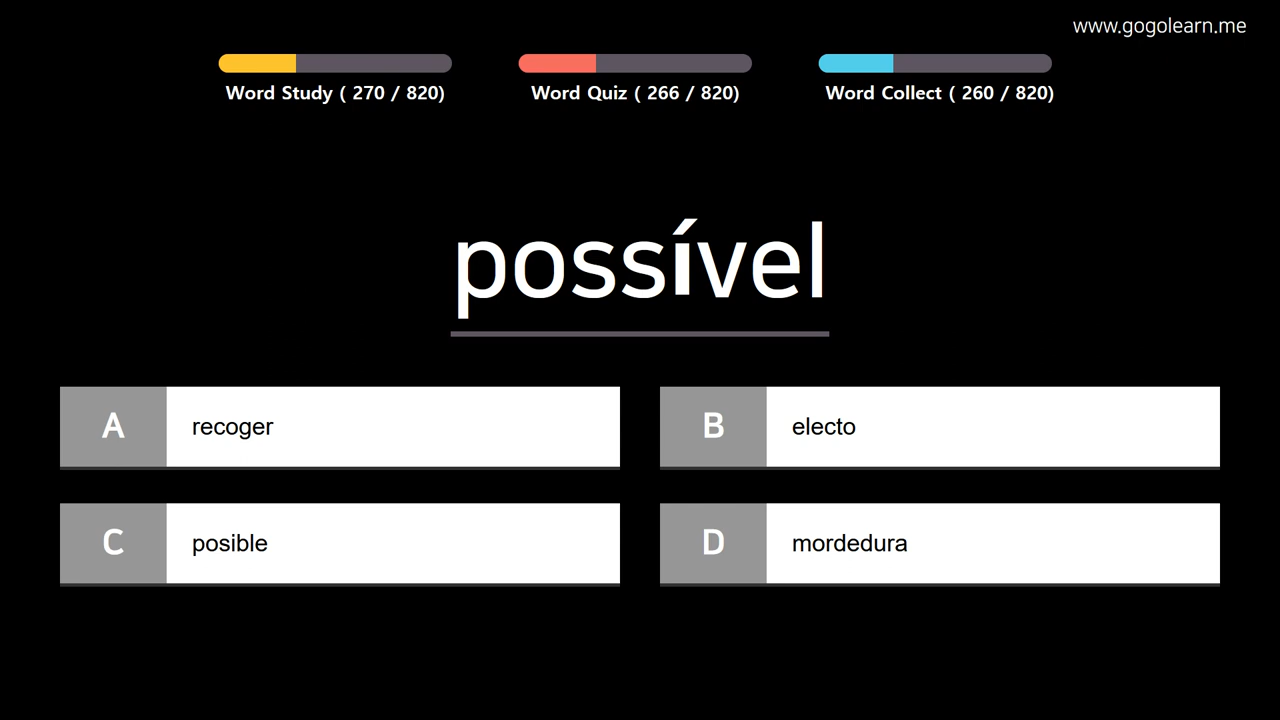 www.gogolearn.me
Word Study ( 270 / 820)
Word Quiz ( 266 / 820)
Word Collect ( 260 / 820)
possível
A
recoger
B
electo
C
posible
D
mordedura